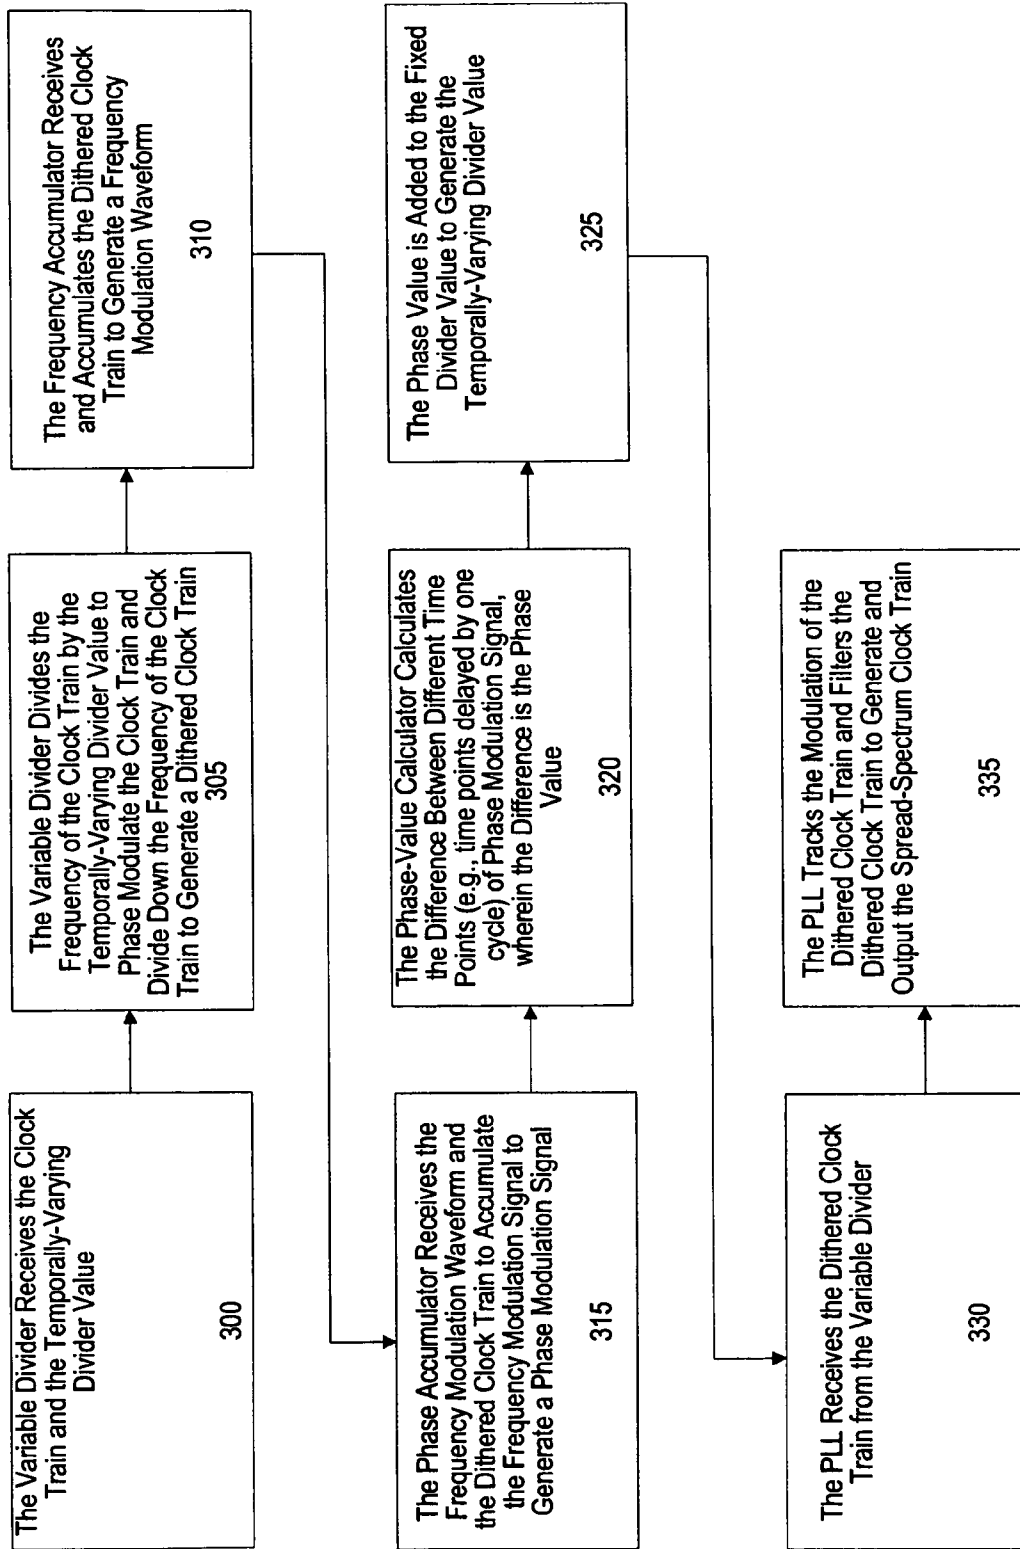 The Variable Divider Receives the Clock
Train and the Temporally-Varying
Divider Value
300
The Variable Divider Divides the
Frequency of the Clock Train by the
Temporally-Varying Divider Value to
Phase Modulate the Clock Train and
Divide Down the Frequency of the Clock
Train to Generate a Dithered Clock Train
305
The Frequency Accumulator Receives
and Accumulates the Dithered Clock
Train to Generate a Frequency
Modulation Waveform
310
The Phase Accumulator Receives the
Frequency Modulation Waveform and
the Dithered Clock Train to Accumulate
the Frequency Modulation Signal to
Generate a Phase Modulation Signal
315
The Phase-Value Calculator Calculates
the Difference Between Different Time
Points (e.g., time points delayed by one
cycle) of Phase Modulation Signal,
wherein the Difference is the Phase
Value
320
The Phase Value is Added to the Fixed
Divider Value to Generate the
Temporally-Varying Divider Value
325
The PLL Receives the Dithered Clock
Train from the Variable Divider
330
The PLL Tracks the Modulation of the
Dithered Clock Train and Filters the
Dithered Clock Train to Generate and
Output the Spread-Spectrum Clock Train
335